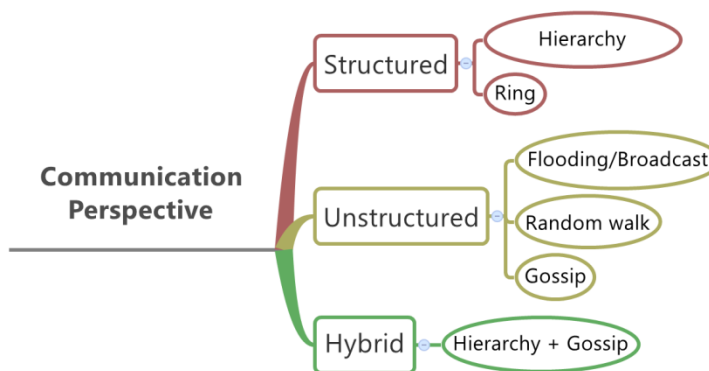 Communication
Perspective
Structured
Hierarchy
Ring
Unstructured
Flooding/Broadcast
Random walk
Gossip
Hybrid
Hierarchy + Gossip